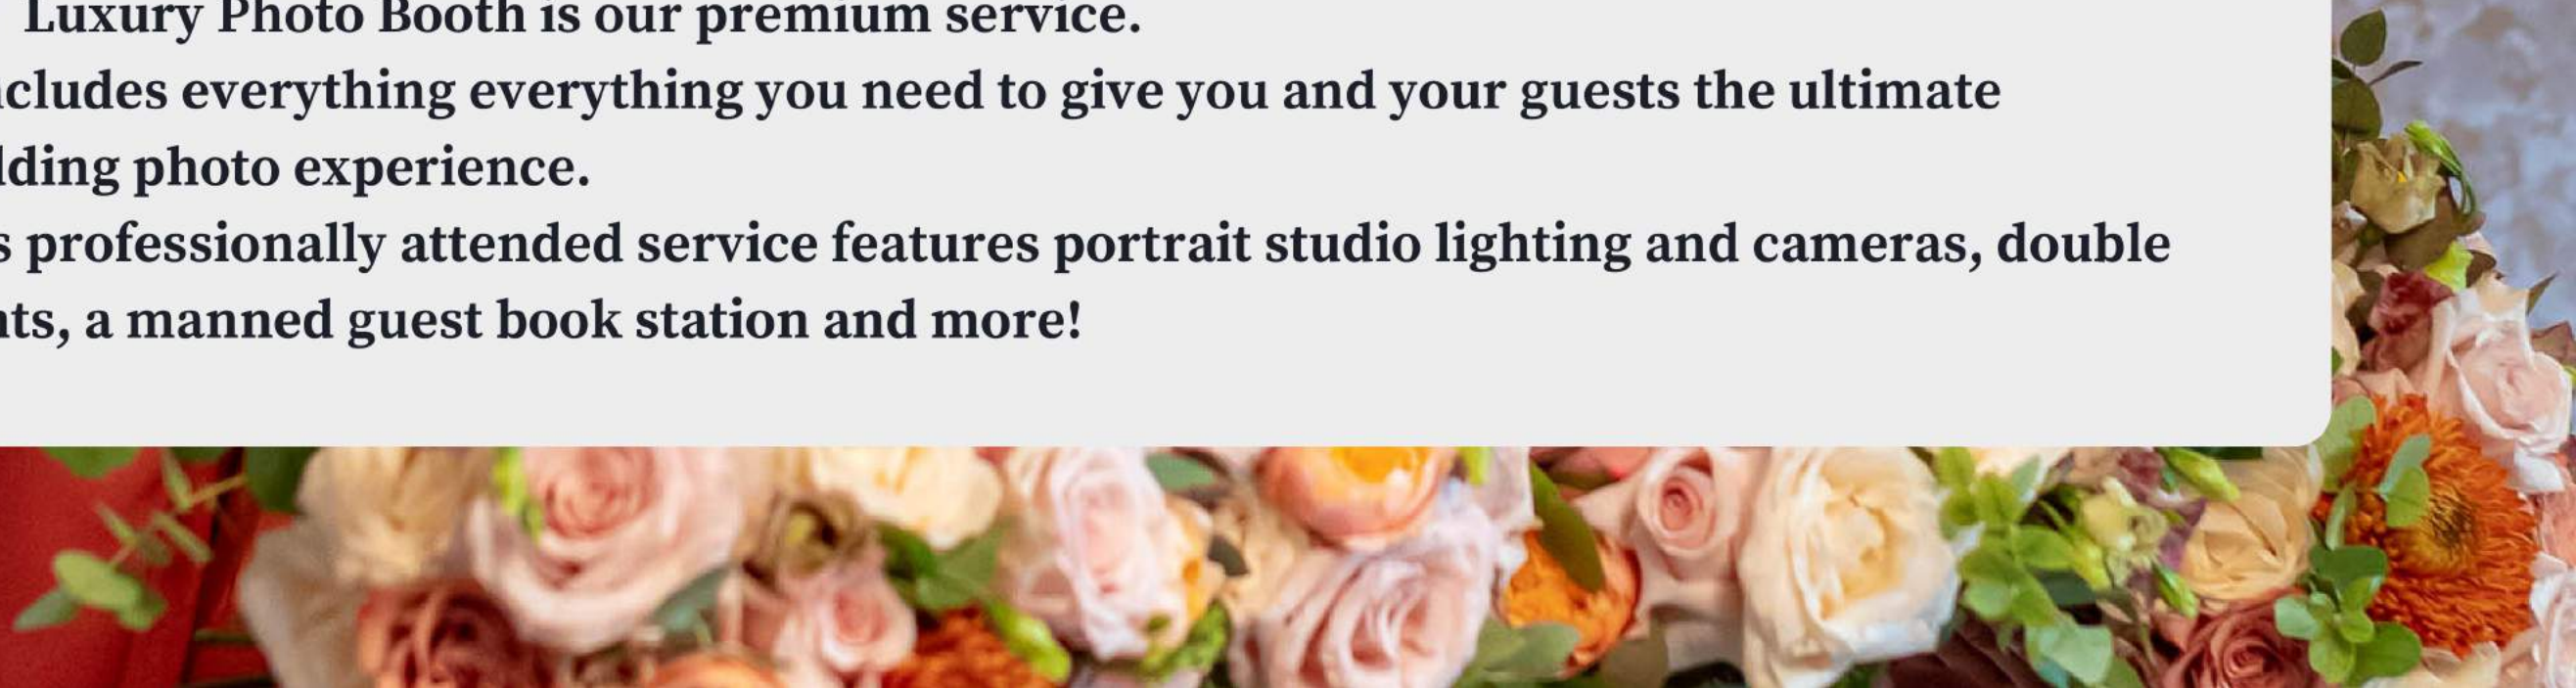 Luxury Photo Booth is our premium service.
ncludes everything everything you need to give you and your guests the ultimate
dding photo experience.
s professionally attended service features portrait studio lighting and cameras, double
nts, a manned guest book station and more!